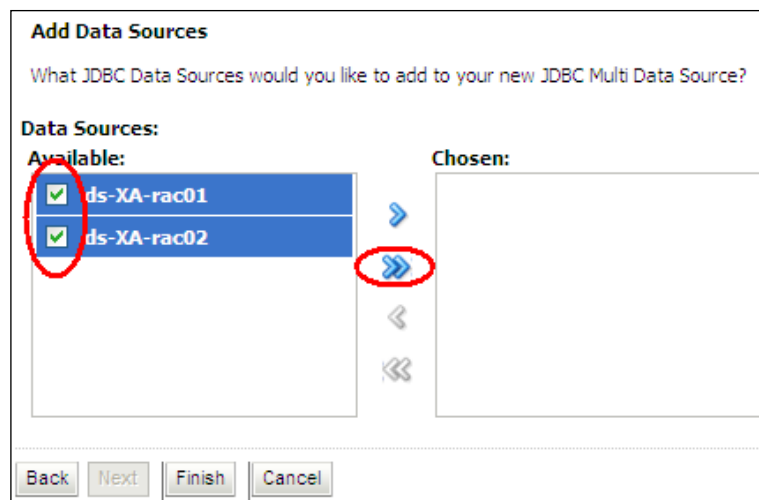 Add Data Sources
What JDBC Data Sources would you like to add to your new JDBC Multi Data Source?
Data Sources:
Available:
Chosen:
ds-XA-rac01
ds-XA-rac02
Back Next Finish Cancel